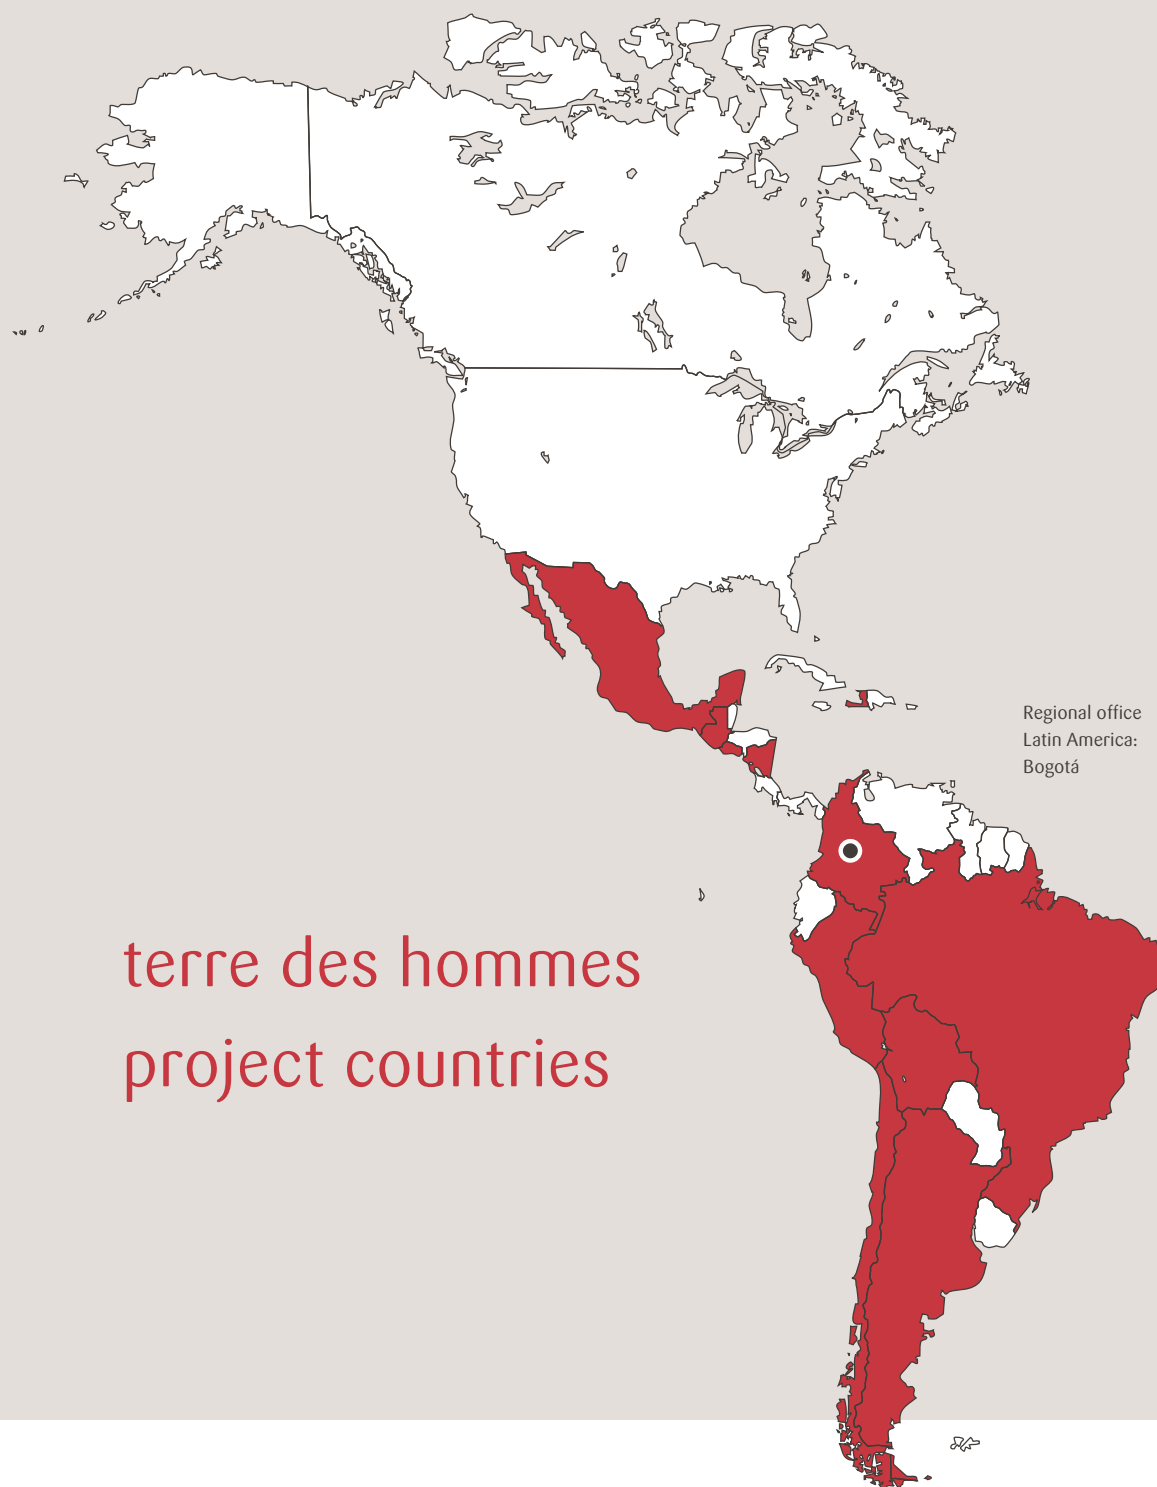 Regional office
Latin America:
Bogotá
terre des hommes
project countries